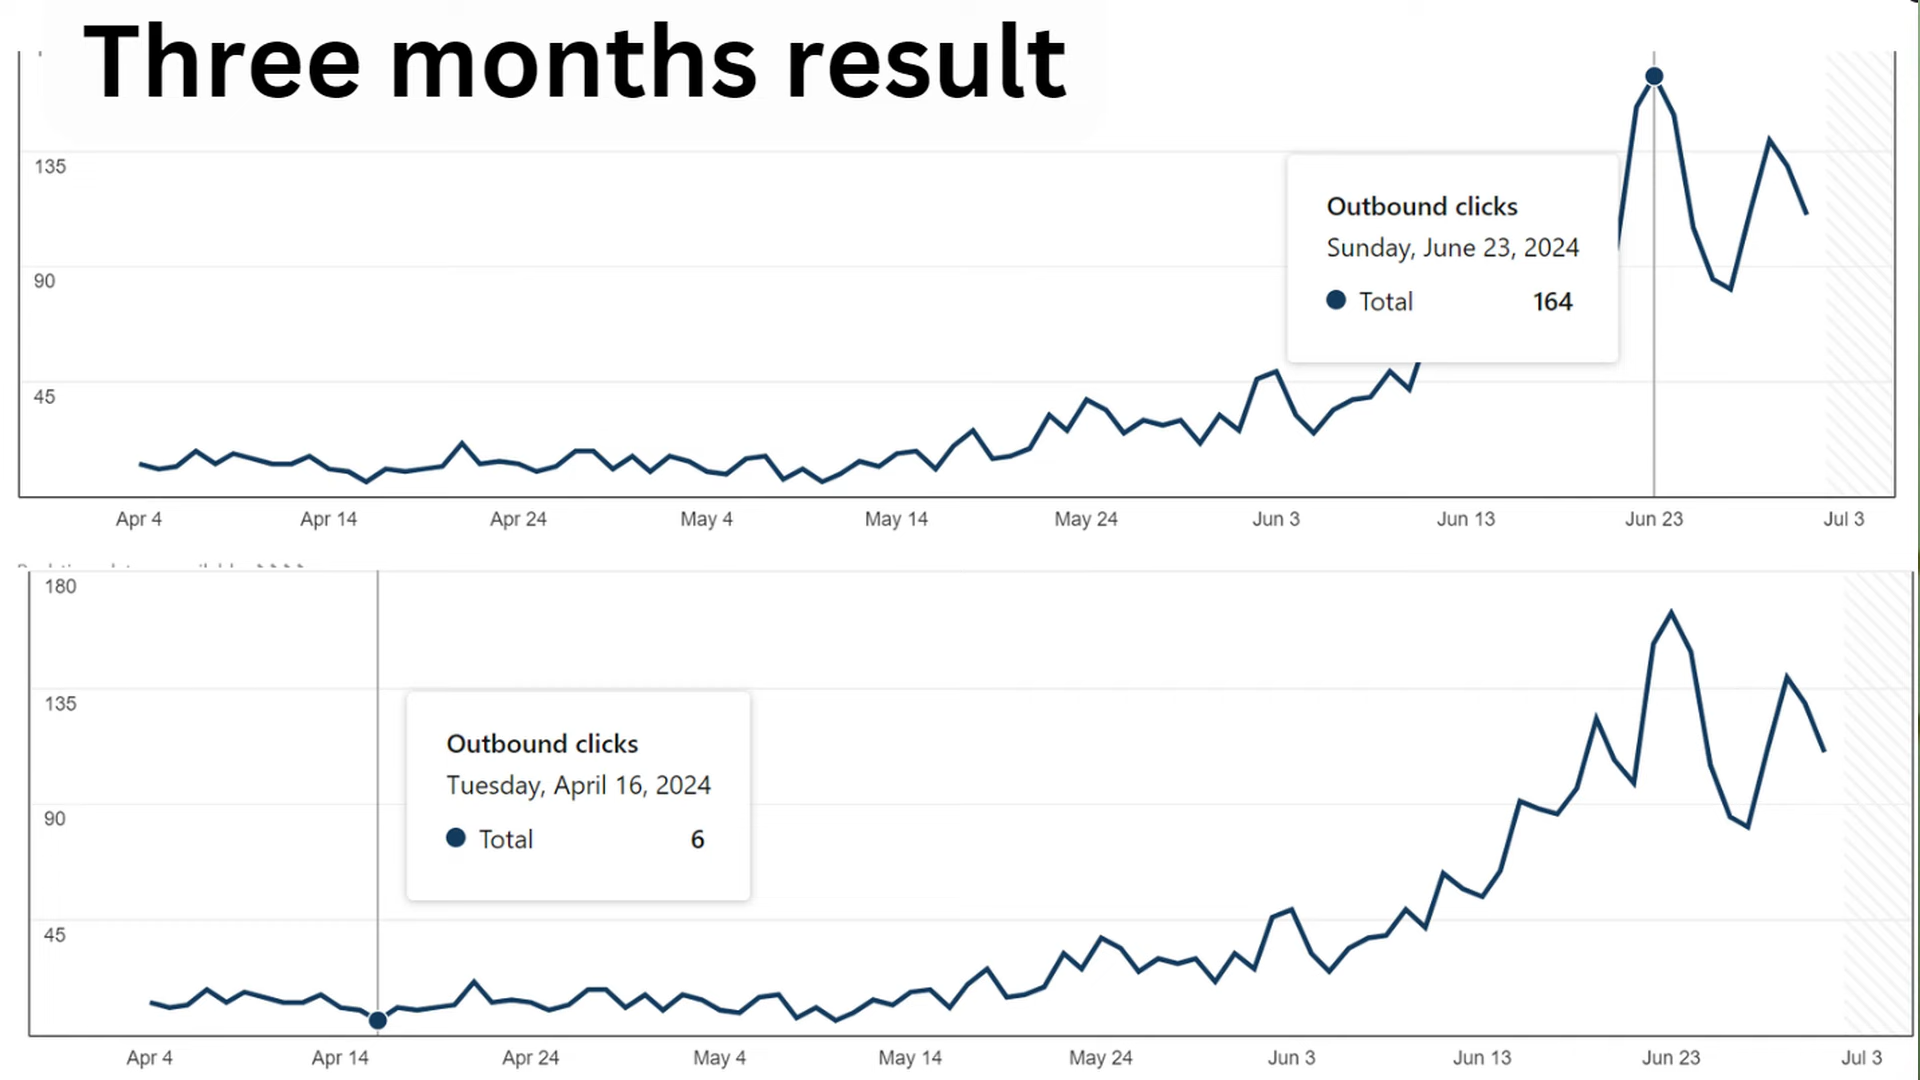 Three months result
135
Outbound clicks
Sunday, June 23, 2024
90
Total 164
45
Apr 4 Apr 14 Apr 24 May 4 May 14 May 24 Jun 3 Jun 13 Jun 23 Jul 3
180
135
Outbound clicks
Tuesday, April 16, 2024
90
Total 6
45
Apr 4 Apr 14 Apr 24 May 4 May 14 May 24 Jun 3 Jun 13 Jun 23 Jul 3